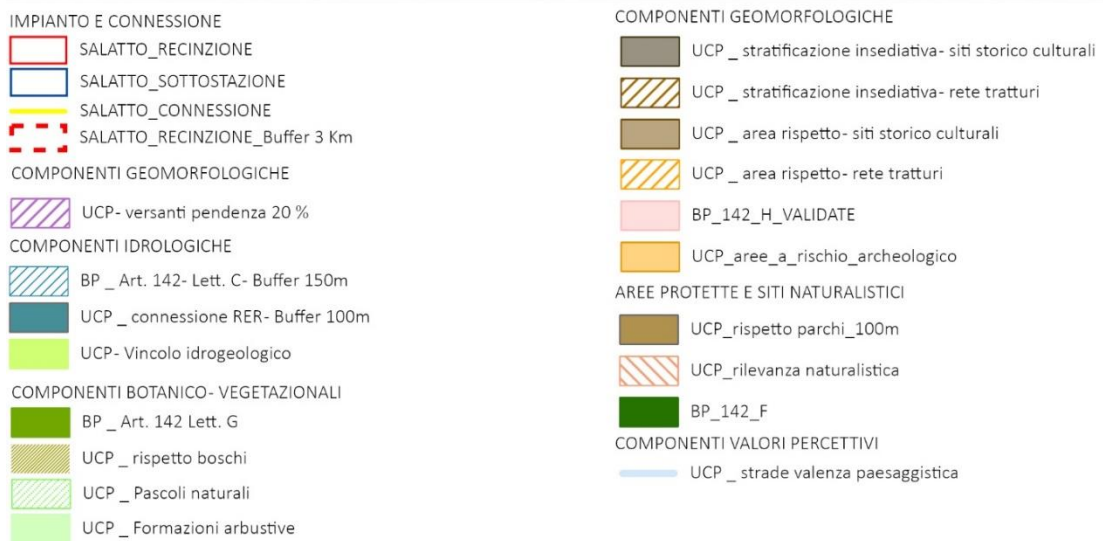 IMPIANTO E CONNESSIONE
SALATTO_RECINZIONE
SALATTO_SOTTOSTAZIONE
SALATTO_CONNESSIONE
SALATTO_RECINZIONE_Buffer 3 Km
COMPONENTI GEOMORFOLOGICHE
UCP- versanti pendenza 20 %
COMPONENTI IDROLOGICHE
BP _ Art. 142- Lett. C- Buffer 150m
UCP _ connessione RER- Buffer 100m
UCP- Vincolo idrogeologico
COMPONENTI BOTANICO- VEGETAZIONALI
BP _ Art. 142 Lett. G
UCP _ rispetto boschi
UCP _ Pascoli naturali
UCP _ Formazioni arbustive
COMPONENTI GEOMORFOLOGICHE
UCP _ stratificazione insediativa- siti storico culturali
UCP _ stratificazione insediativa- rete tratturi
UCP _ area rispetto- siti storico culturali
UCP _ area rispetto- rete tratturi
BP_142_H_VALIDATE
UCP_aree_a_rischio_archeologico
AREE PROTETTE E SITI NATURALISTICI
UCP_rispetto parchi_100m
UCP_rilevanza naturalistica
BP_142_F
COMPONENTI VALORI PERCETTIVI
UCP _ strade valenza paesaggistica